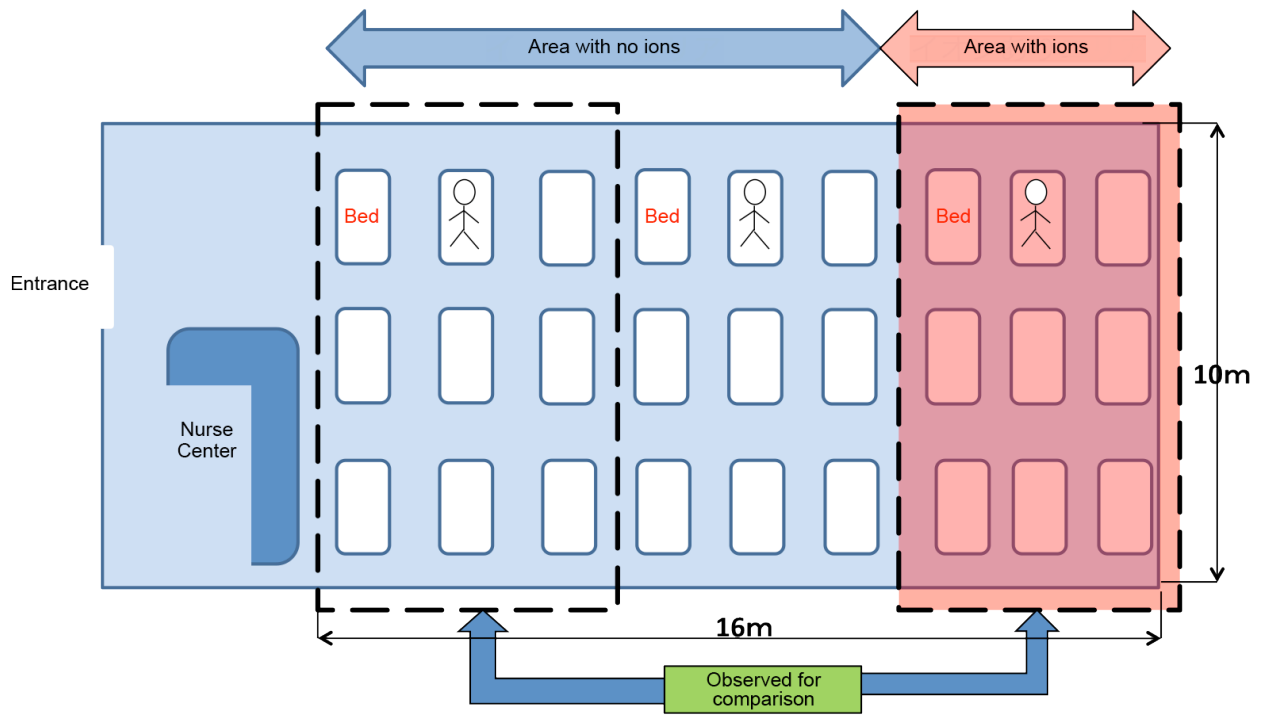 Area with no ions
Area with ions
Bed
Bed
Bed
Entrance
10m
Nurse
Center
16m
Observed for
comparison